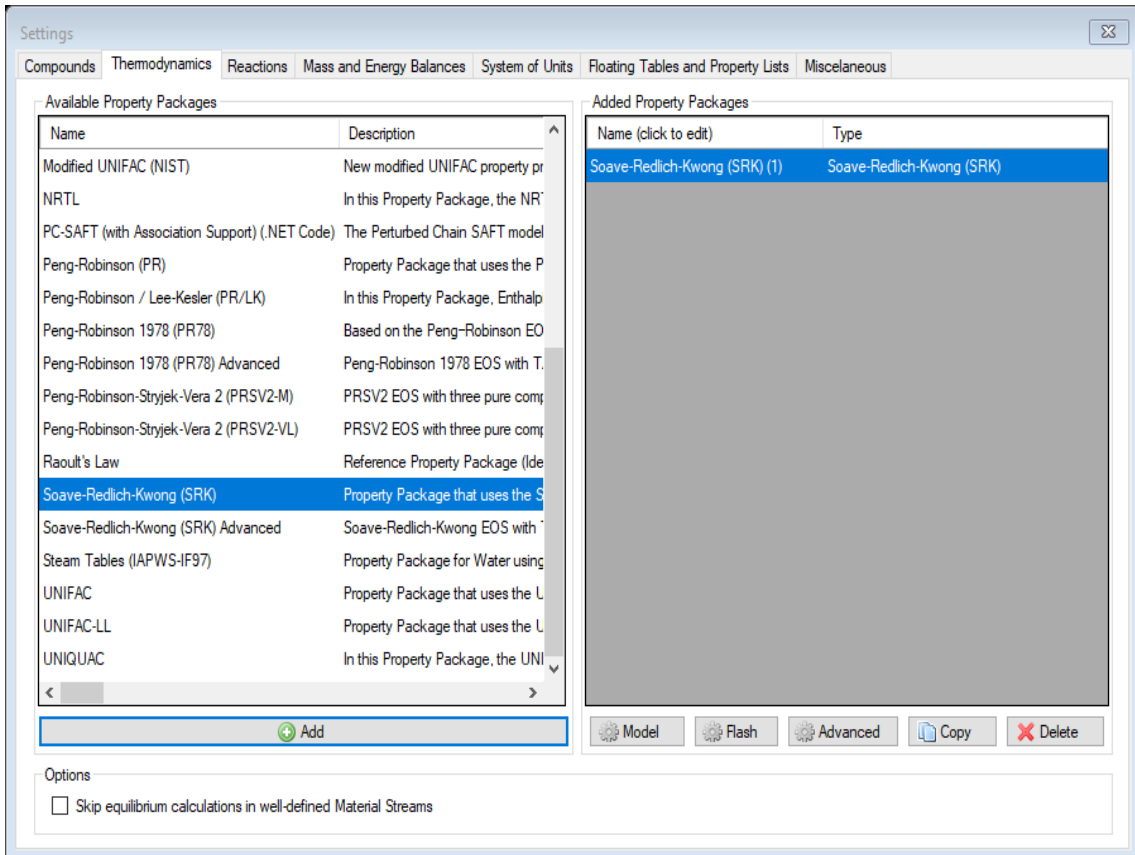 Settings
Compounds Thermodynamics Reactions Mass and Energy Balances System of Units Floating Tables and Property Lists Miscelaneous
Available Property Packages
Name Description
Modified UNIFAC (NIST) New modified UNIFAC property pr
NRTL In this Property Package, the NR
PC-SAFT (with Association Support) (.NET Code) The Perturbed Chain SAFT model
Peng-Robinson (PR) Property Package that uses the P
Peng-Robinson / Lee-Kesler (PR/LK) In this Property Package, Enthalp
Peng-Robinson 1978 (PR78) Based on the Peng-Robinson EO
Peng-Robinson 1978 (PR78) Advanced Peng-Robinson 1978 EOS with T.
Peng-Robinson-Stryjek-Vera 2 (PRSV2-M) PRSV2 EOS with three pure comp
Peng-Robinson-Stryjek-Vera 2 (PRSV2-VL) PRSV2 EOS with three pure comp
Raoult's Law Reference Property Package (Ide
Soave-Redlich-Kwong (SRK) Property Package that uses the S
Soave-Redlich-Kwong (SRK) Advanced Soave-Redlich-Kwong EOS with
Steam Tables (IAPWS-IF97) Property Package for Water using
UNIFAC Property Package that uses the U
UNIFAC-LL Property Package that uses the U
UNIQUAC In this Property Package, the UNI
Add
Added Property Packages
Name (click to edit) Type
Soave-Redlich-Kwong (SRK) (1) Soave-Redlich-Kwong (SRK)
Model Flash Advanced Copy Delete
Options
Skip equilibrium calculations in well-defined Material Streams